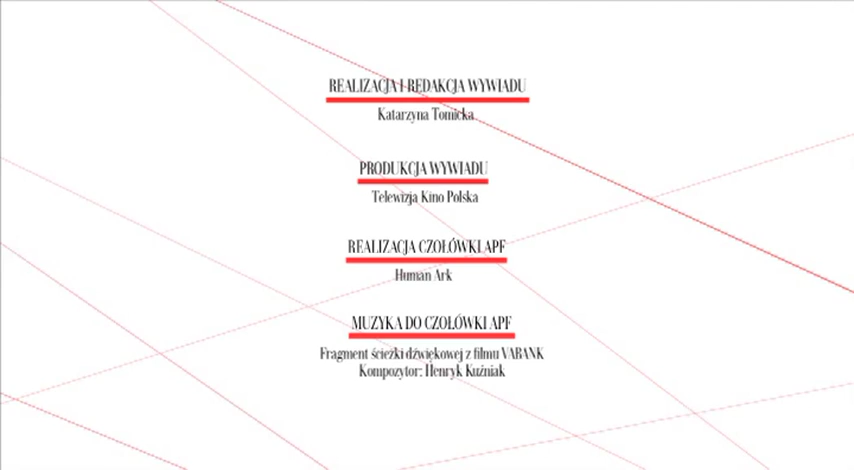 REALIZACJA I REDAKCJA WYWIADU
Katarzyna Tomicka
PRODUKCJA WYWIADU
Telewizja Kino Polska
REALIZACJA CZOŁÓWKI APF
Human Ark
MUZYKA DO CZOŁÓWKI APF
Fragment ścieżki dźwiękowej z filmu VABANK
Kompozytor: Henryk Kuźniak